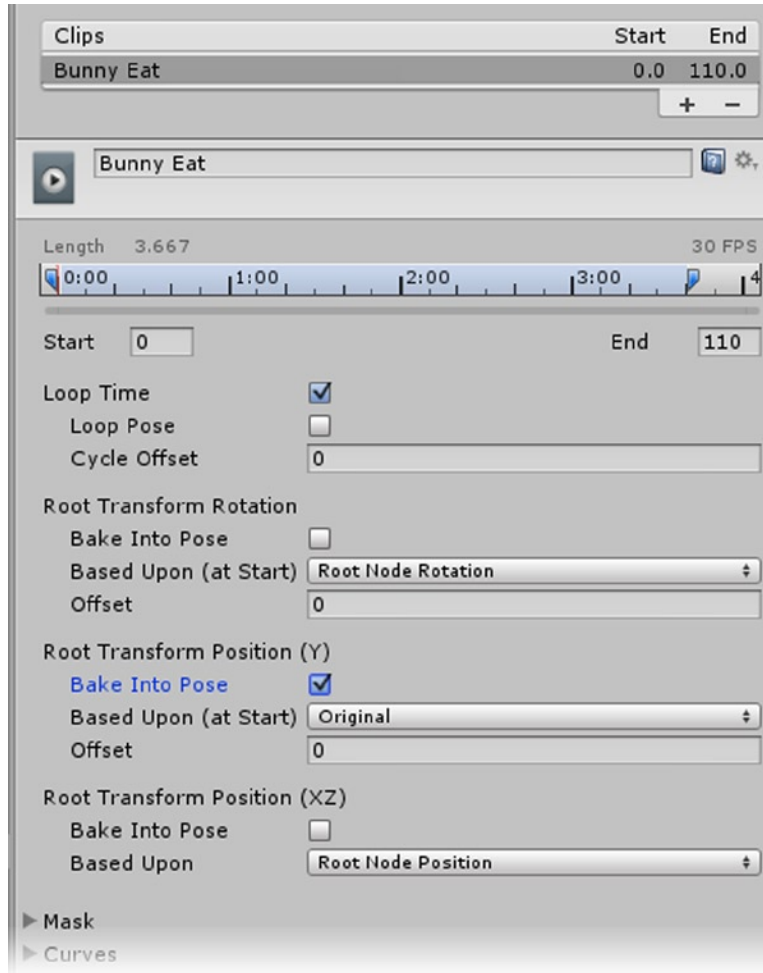 Clips Start End
Bunny Eat 0.0 110.0
+ −
Bunny Eat
Length 3.667 30 FPS
0:00 1:00 2:00 3:00 4
Start 0 End 110
Loop Time
Loop Pose
Cycle Offset 0
Root Transform Rotation
Bake Into Pose
Based Upon (at Start) Root Node Rotation
Offset 0
Root Transform Position (Y)
Bake Into Pose
Based Upon (at Start) Original
Offset 0
Root Transform Position (XZ)
Bake Into Pose
Based Upon Root Node Position
Mask
Curves